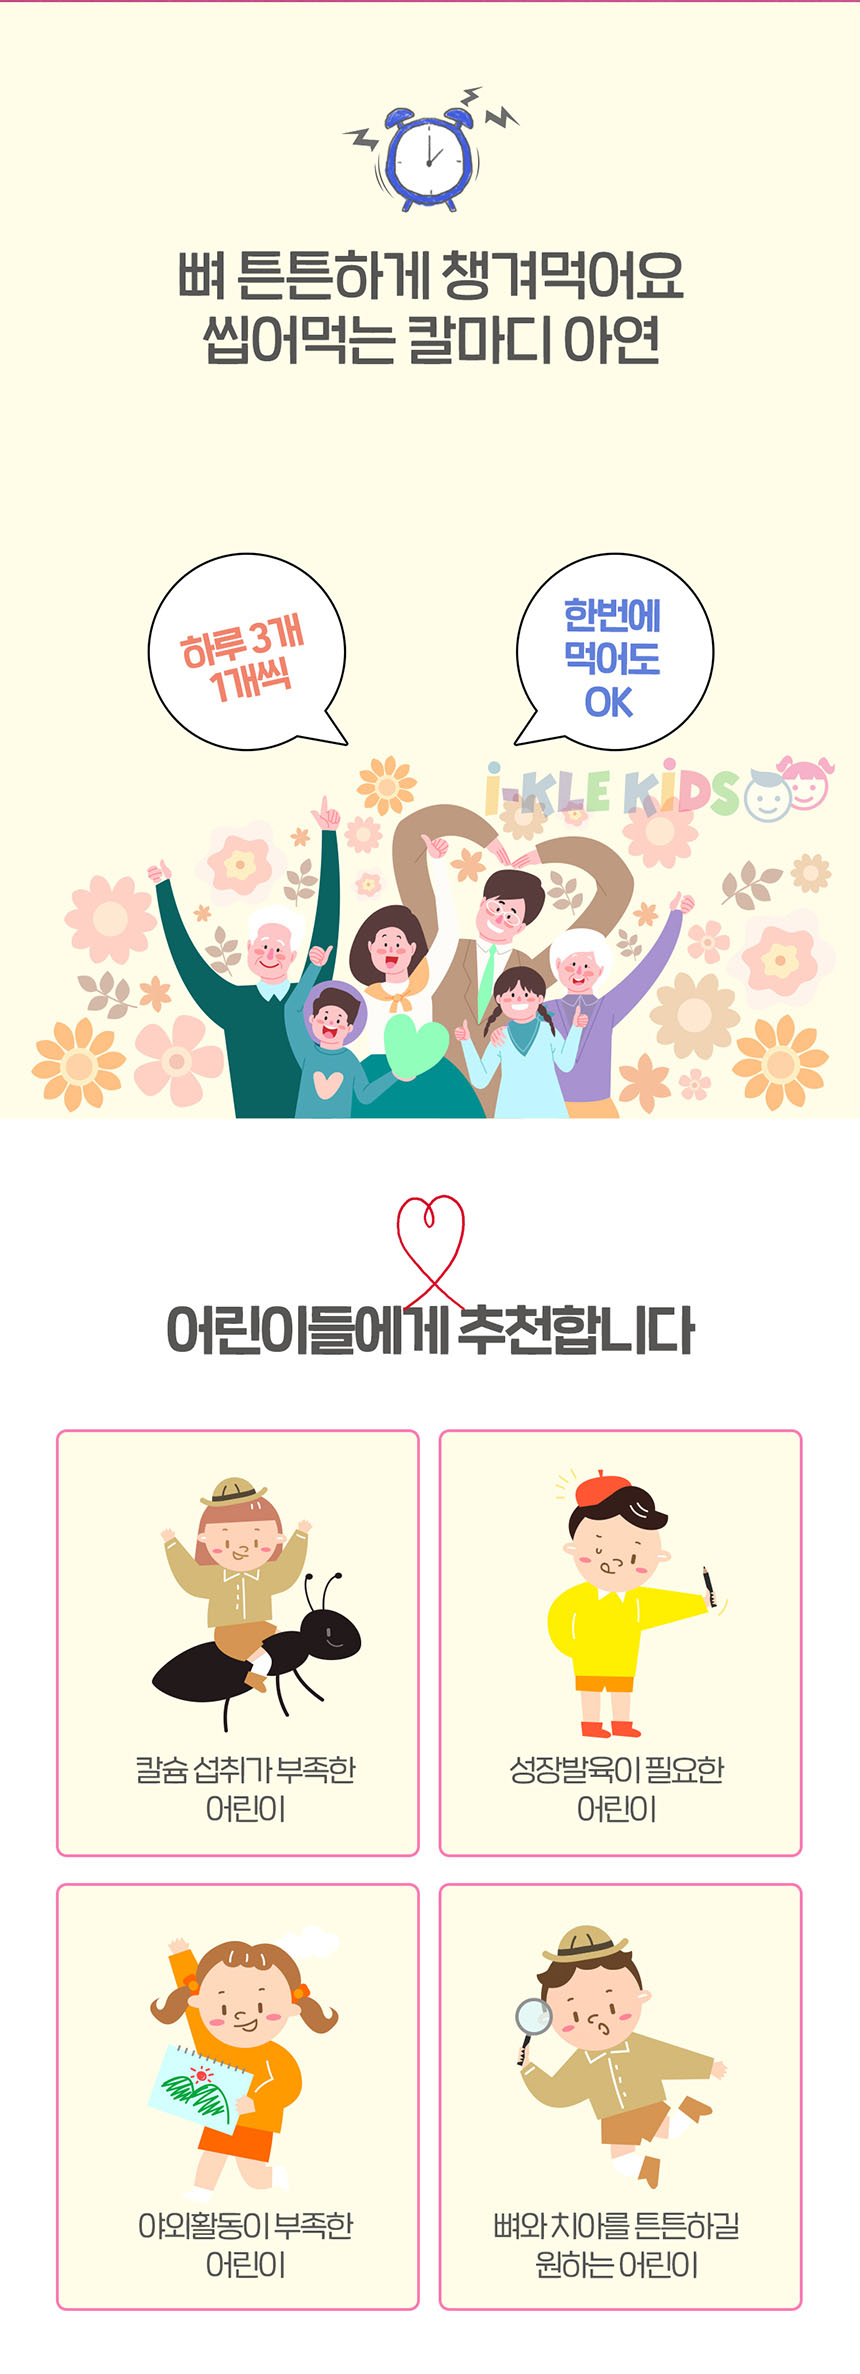 뼈 튼튼하게 챙겨먹어요
씹어먹는 칼마디 아연
하루 3개
1개씩
한번에
먹어도
OK
i-KLE KiDS
어린이들에게 추천합니다
칼슘 섭취가 부족한
어린이
성장발육이 필요한
어린이
야외활동이 부족한
어린이
뼈와 치아를 튼튼하길
원하는 어린이